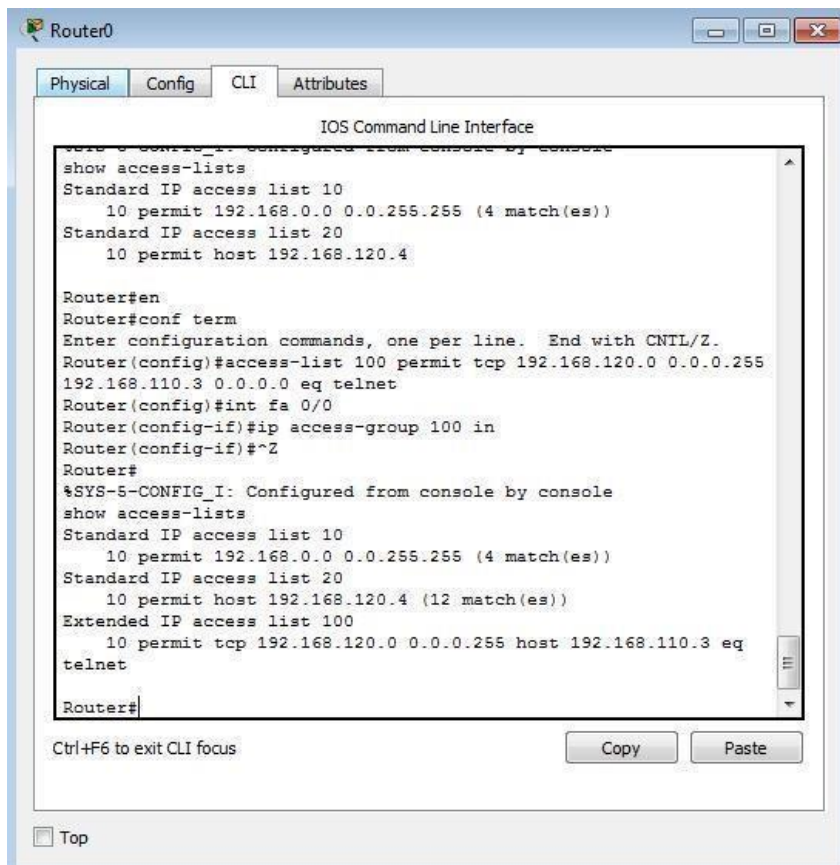 Router0
Physical
Config
CLI
Attributes
IOS Command Line Interface
%SYS-5-CONFIG_I: Configured from console by console
show access-lists
Standard IP access list 10
    10 permit 192.168.0.0 0.0.255.255 (4 match(es))
Standard IP access list 20
    10 permit host 192.168.120.4

Router#en
Router#conf term
Enter configuration commands, one per line.  End with CNTL/Z.
Router(config)#access-list 100 permit tcp 192.168.120.0 0.0.0.255
192.168.110.3 0.0.0.0 eq telnet
Router(config)#int fa 0/0
Router(config-if)#ip access-group 100 in
Router(config-if)#^Z
Router#
%SYS-5-CONFIG_I: Configured from console by console
show access-lists
Standard IP access list 10
    10 permit 192.168.0.0 0.0.255.255 (4 match(es))
Standard IP access list 20
    10 permit host 192.168.120.4 (12 match(es))
Extended IP access list 100
    10 permit tcp 192.168.120.0 0.0.0.255 host 192.168.110.3 eq
telnet

Router#
Ctrl+F6 to exit CLI focus
Copy
Paste
Top